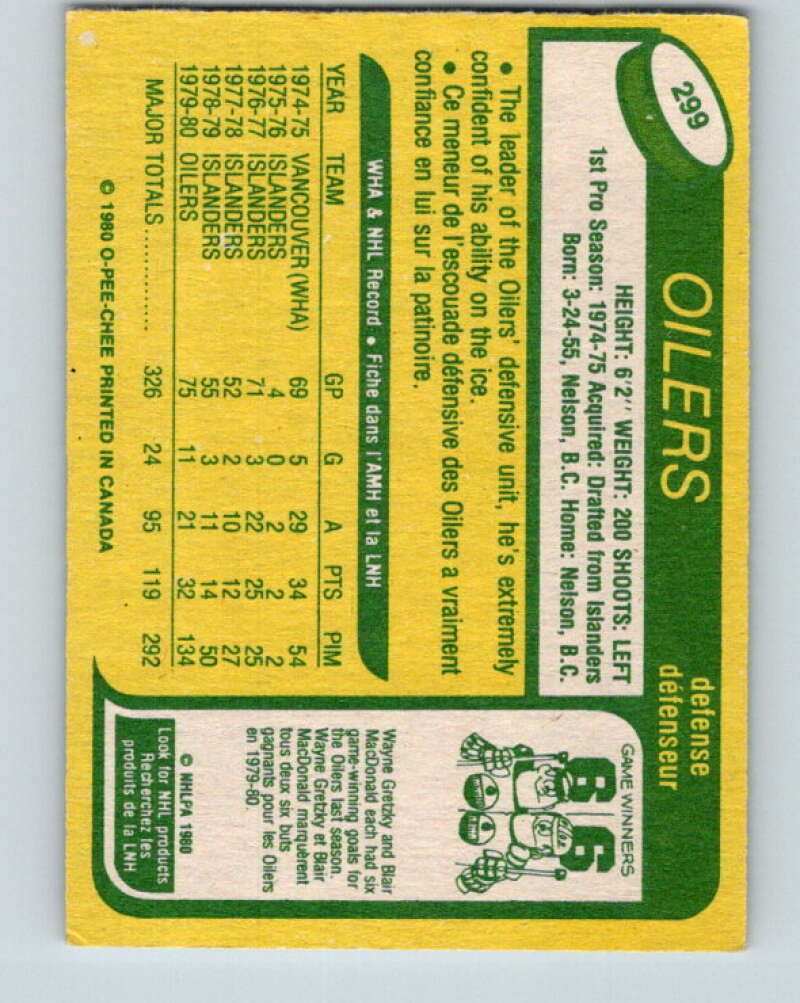 299
OILERS
defense
défenseur
HEIGHT: 6'2" WEIGHT: 200 SHOOTS: LEFT
1st Pro Season: 1974-75 Acquired: Drafted from Islanders
Born: 3-24-55, Nelson, B.C. Home: Nelson, B.C.
• The leader of the Oilers' defensive unit, he's extremely
confident of his ability on the ice.
• Ce meneur de l'escouade défensive des Oilers a vraiment
confiance en lui sur la patinoire.
WHA & NHL Record • Fiche dans l'AMH et la LNH
YEAR TEAM GP G A PTS PIM
1974-75 VANCOUVER (WHA) 69 5 29 34 54
1975-76 ISLANDERS 4 0 2 2 2
1976-77 ISLANDERS 71 3 22 25 25
1977-78 ISLANDERS 52 2 10 12 27
1978-79 ISLANDERS 55 3 11 14 50
1979-80 OILERS 75 11 21 32 134
MAJOR TOTALS .............. 326 24 95 119 292
© 1980 O-PEE-CHEE PRINTED IN CANADA
GAME WINNERS
6 6
Wayne Gretzky and Blair
MacDonald each had six
game-winning goals for
the Oilers last season.
Wayne Gretzky et Blair
MacDonald marquèrent
tous deux six buts
gagnants pour les Oilers
en 1979-80.
© NHLPA 1980
Look for NHL products
Recherchez les
produits de la LNH